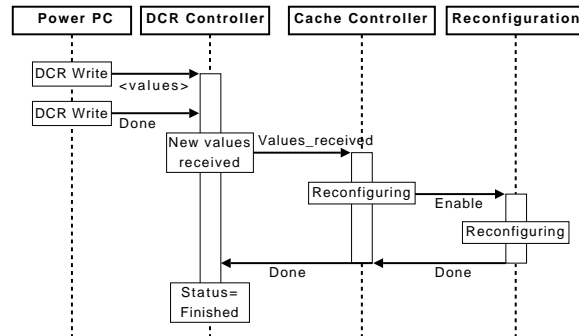 Power PC
DCR Controller
Cache Controller
Reconfiguration
DCR Write
<values>
DCR Write
Done
New values
received
Values_received
Reconfiguring
Enable
Reconfiguring
Done
Done
Status=
Finished